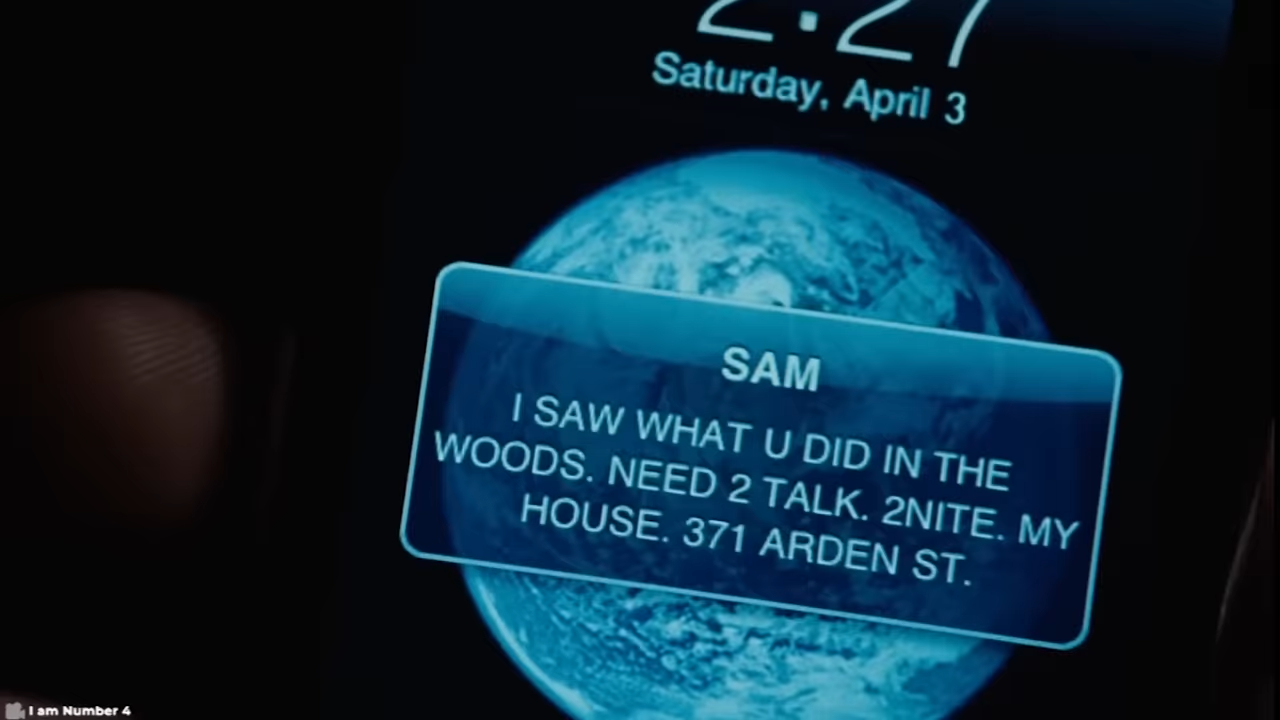 2:27
Saturday, April 3
SAM
I SAW WHAT U DID IN THE
WOODS. NEED 2 TALK. 2NITE. MY
HOUSE. 371 ARDEN ST.
I am Number 4